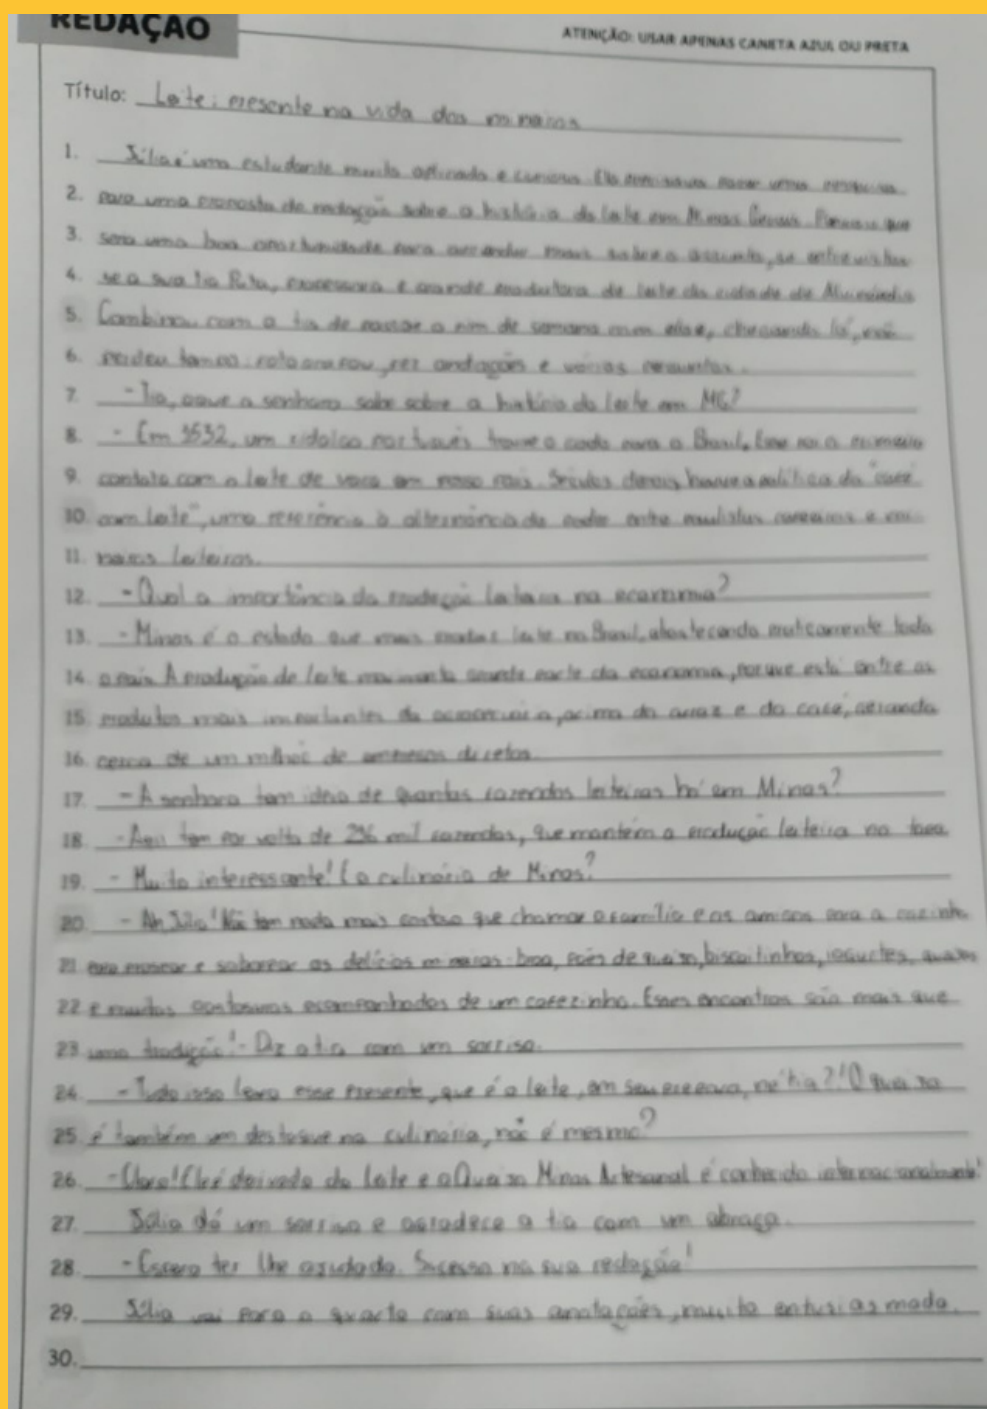 REDAÇÃO
ATENÇÃO: USAR APENAS CANETA AZUL OU PRETA
Título: Leite: presente na vida dos mineiros
1. Júlia é uma estudante muito aplicada e curiosa. Ela precisava fazer uma pesquisa
2. para uma proposta de redação sobre a história do leite em Minas Gerais. Pensou que
3. seria uma boa oportunidade para aprender mais sobre o assunto, ao entrevistar
4. se a sua tia Rita, professora e grande produtora de leite da cidade de
5. Combinou com a tia de passar o fim de semana com ela e, chegando lá, não
6. perdeu tempo: fotografou, fez anotações e várias perguntas.
7. - Tia, o que a senhora sabe sobre a história do leite em MG?
8. - Em 1532, um fidalgo português trouxe o gado para o Brasil. Esse foi o primeiro
9. contato com o leite de vaca em nosso país. Séculos depois, houve a política do "café
10. com leite", uma referência à alternância de poder entre paulistas cafeeiros e mi-
11. neiros leiteiros.
12. - Qual a importância da produção leiteira na economia?
13. - Minas é o estado que mais produz leite no Brasil, abastecendo praticamente todo
14. o país. A produção de leite movimenta grande parte da economia, porque está entre os
15. produtos mais importantes da agropecuária, acima do arroz e do café, gerando
16. cerca de um milhão de empregos diretos.
17. - A senhora tem ideia de quantas fazendas leiteiras há em Minas?
18. - Aqui tem por volta de 216 mil fazendas, que mantém a produção leiteira no topo.
19. - Muito interessante! E a culinária de Minas?
20. - Ah Júlia! Não tem nada mais gostoso que chamar a família e os amigos para a cozinha
21. para prosear e saborear as delícias mineiras: broa, pães de queijo, biscoitinhos, iogurtes, queijos
22. e muitas gostosuras acompanhados de um cafezinho. Esses encontros são mais que
23. uma tradição! - Diz a tia com um sorriso.
24. - Tudo isso leva esse presente, que é o leite, em seu preparo, né tia?! O queijo
25. é também um destaque na culinária, não é mesmo?
26. - Claro! Ele é derivado do leite e o Queijo Minas Artesanal é conhecido internacionalmente!
27. Júlia dá um sorriso e agradece a tia com um abraço.
28. - Espero ter lhe ajudado. Sucesso na sua redação!
29. Júlia vai para o quarto com suas anotações, muito entusiasmada.
30.